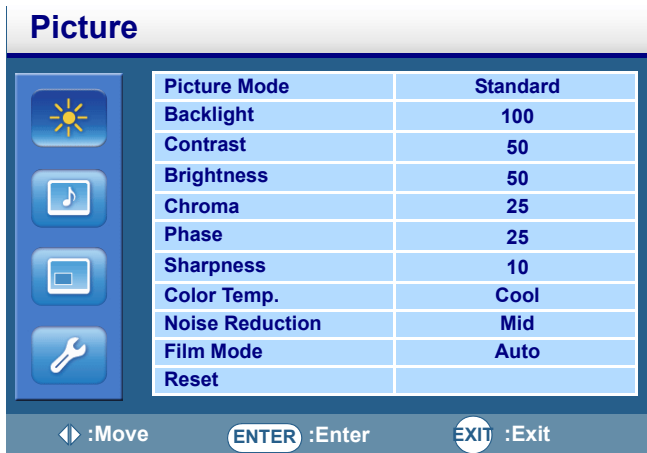 Picture
Picture Mode Standard
Backlight 100
Contrast 50
Brightness 50
Chroma 25
Phase 25
Sharpness 10
Color Temp. Cool
Noise Reduction Mid
Film Mode Auto
Reset
:Move ENTER :Enter EXIT :Exit